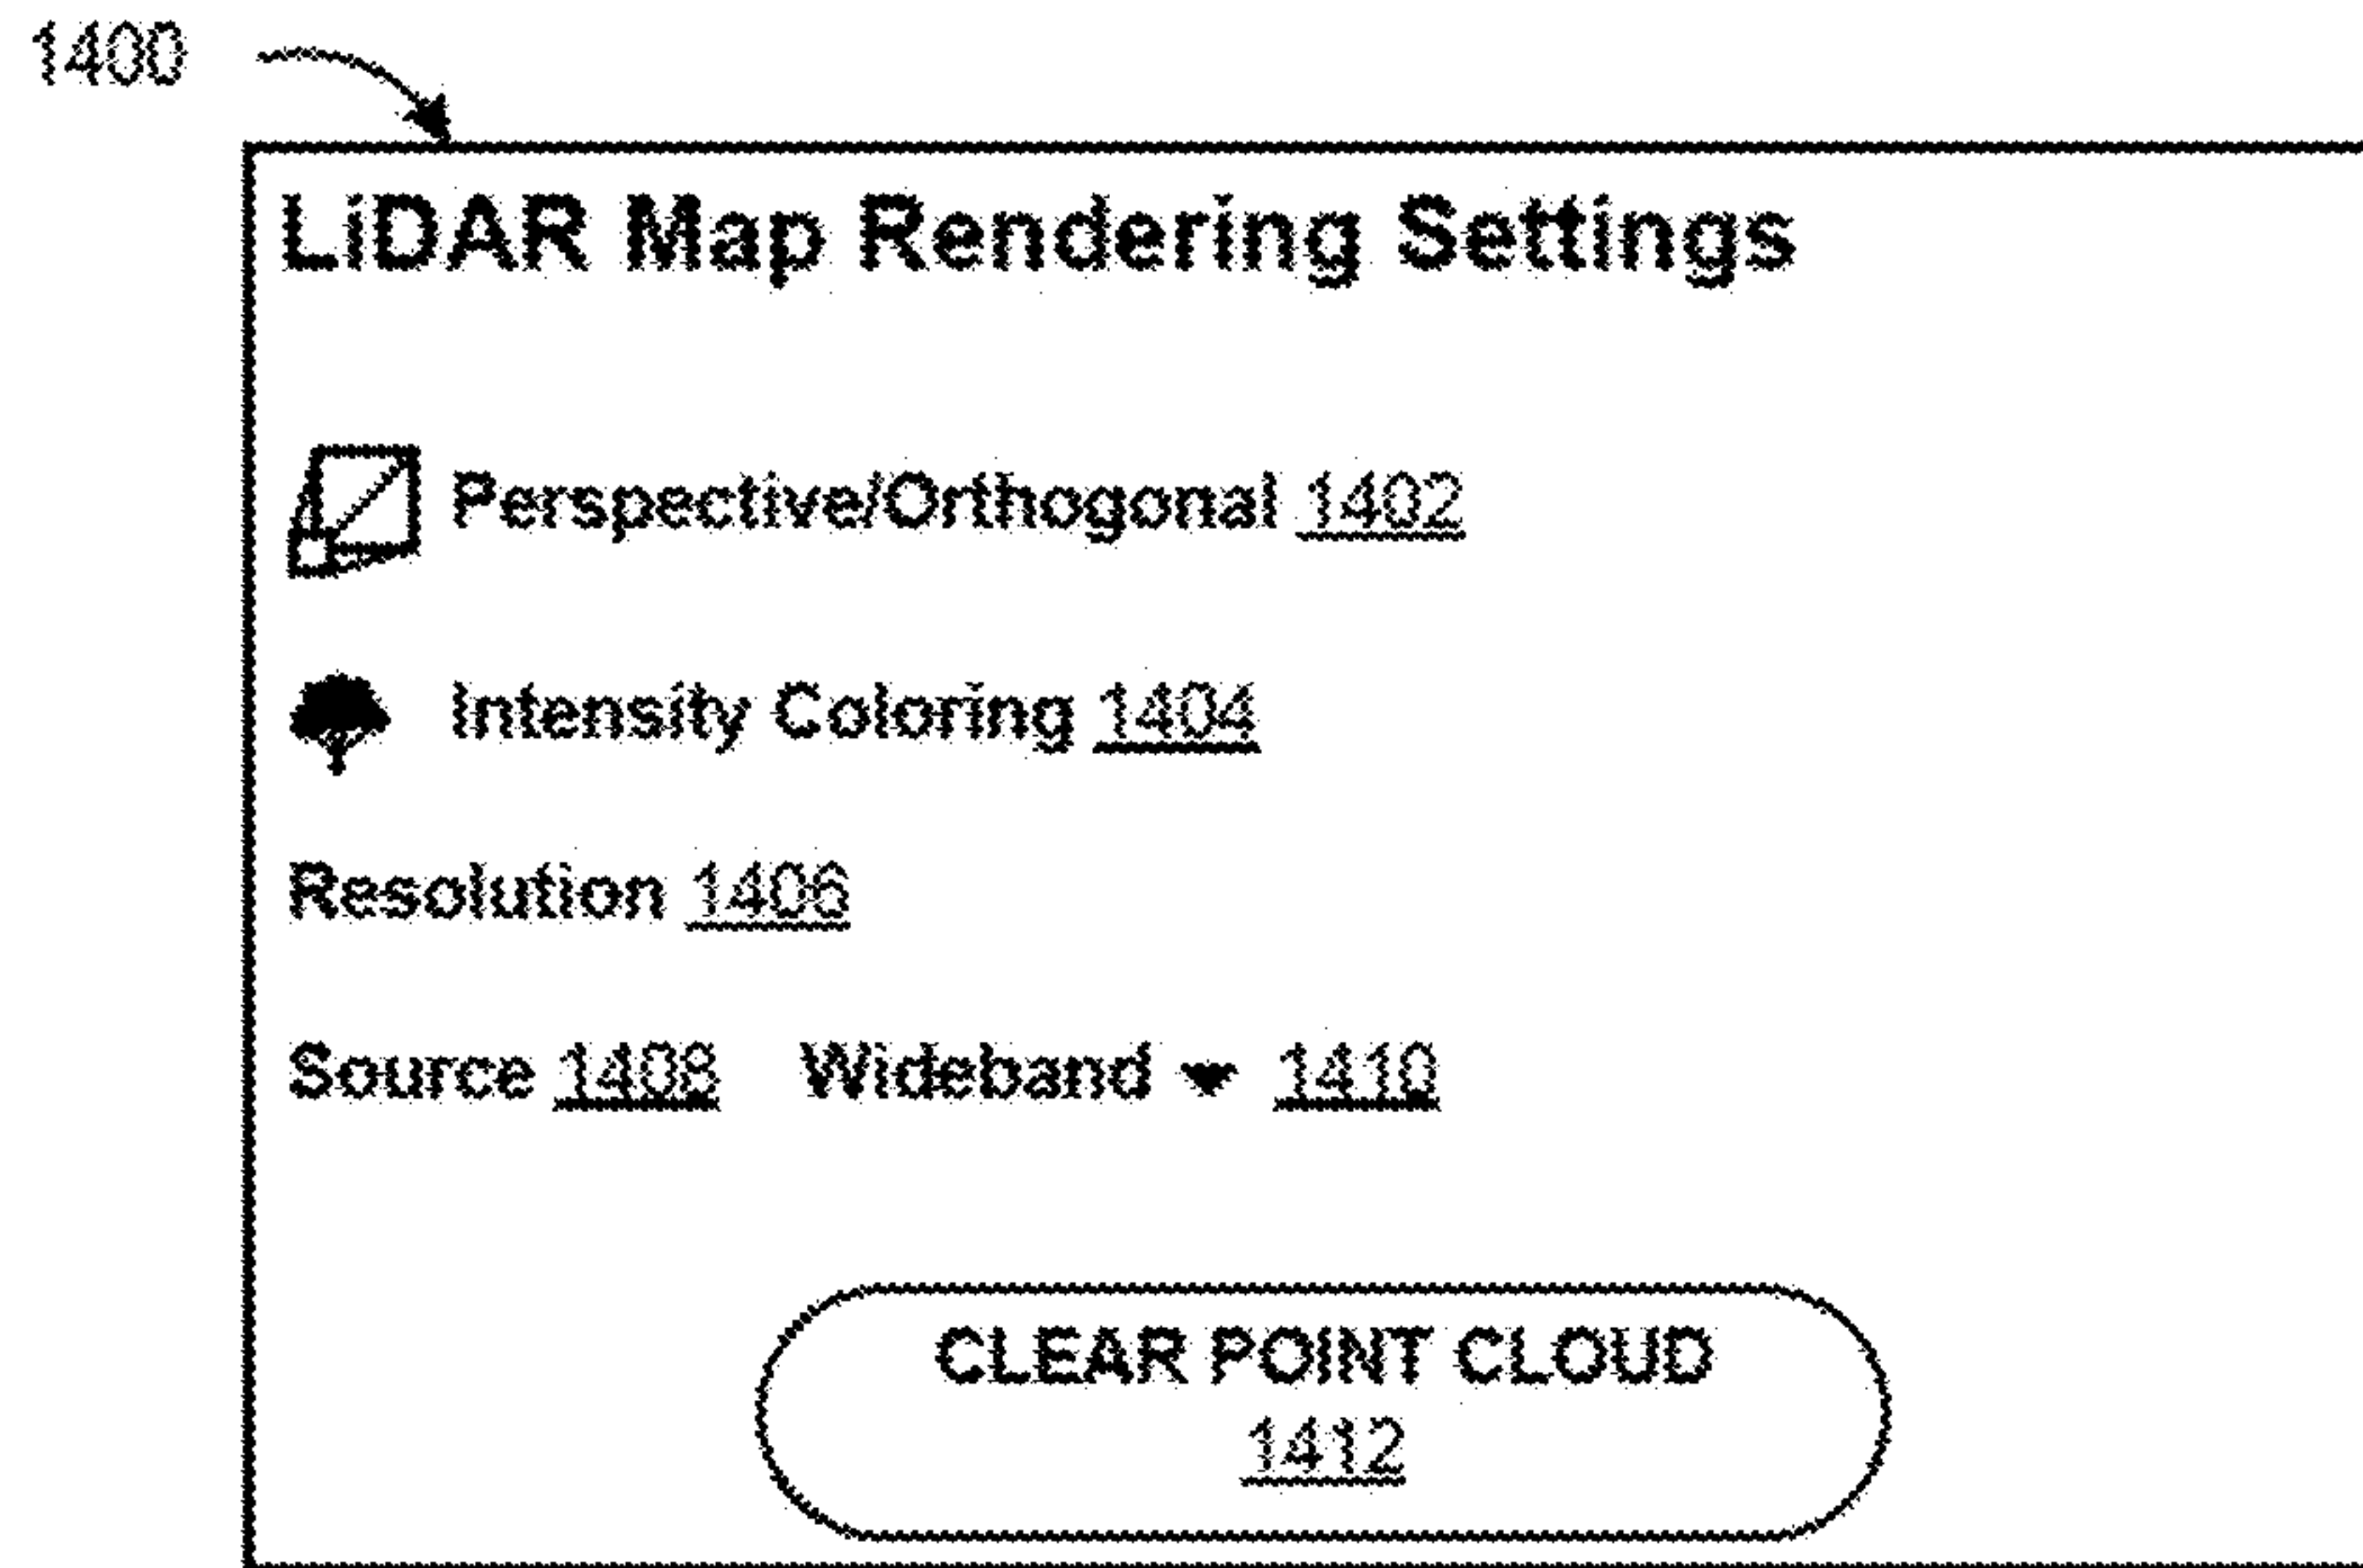 1400
LiDAR Map Rendering Settings
Perspective/Orthogonal 1402
Intensity Coloring 1404
Resolution 1406
Source 1408 Wideband 1410
CLEAR POINT CLOUD
1412